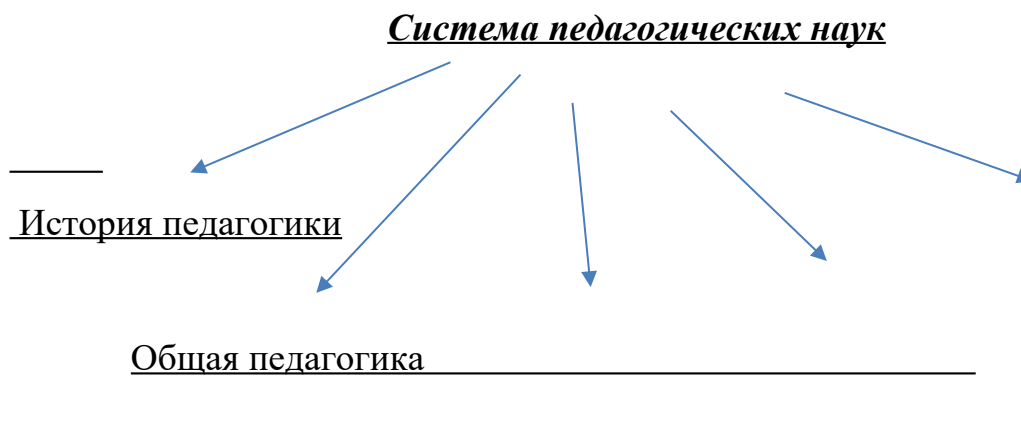 Система педагогических наук
История педагогики
Общая педагогика